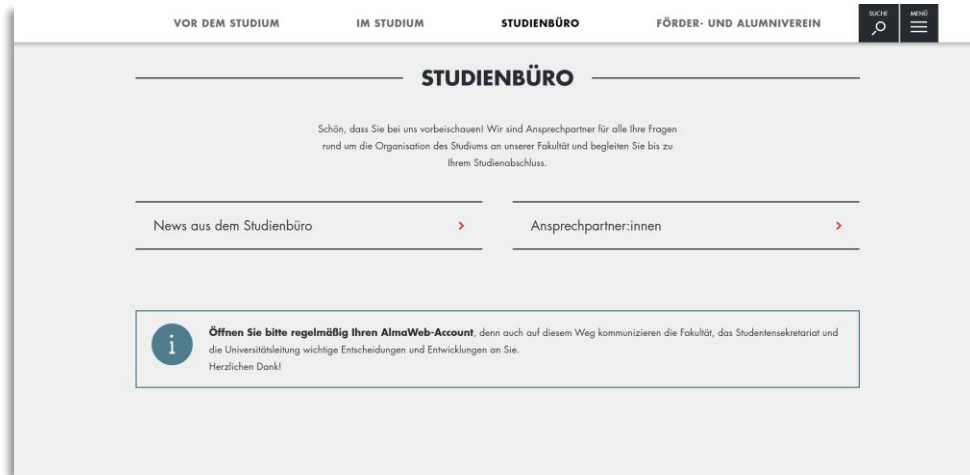 VOR DEM STUDIUM IM STUDIUM STUDIENBÜRO FÖRDER- UND ALUMNIVEREIN SUCHE MENÜ
STUDIENBÜRO
Schön, dass Sie bei uns vorbeischauen! Wir sind Ansprechpartner für alle Ihre Fragen
rund um die Organisation des Studiums an unserer Fakultät und begleiten Sie bis zu
Ihrem Studienabschluss.
News aus dem Studienbüro
Ansprechpartner:innen
Öffnen Sie bitte regelmäßig Ihren AlmaWeb-Account, denn auch auf diesem Weg kommunizieren die Fakultät, das Studentensekretariat und
die Universitätsleitung wichtige Entscheidungen und Entwicklungen an Sie.
Herzlichen Dank!